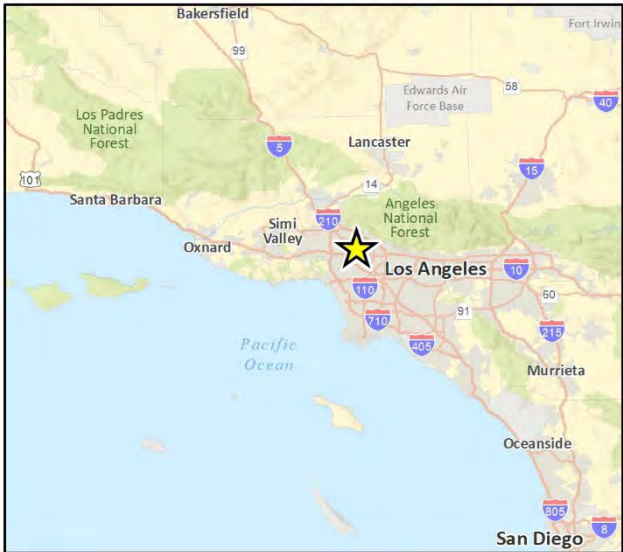 Bakersfield
Fort Irwin
99
58
Edwards Air
Force Base
40
Los Padres
National
Forest
5
Lancaster
15
101
14
Santa Barbara
Angeles
National
Forest
210
Simi
Valley
Oxnard
Los Angeles
10
110
60
710
91
215
405
Pacific
Ocean
Murrieta
Oceanside
805
8
San Diego